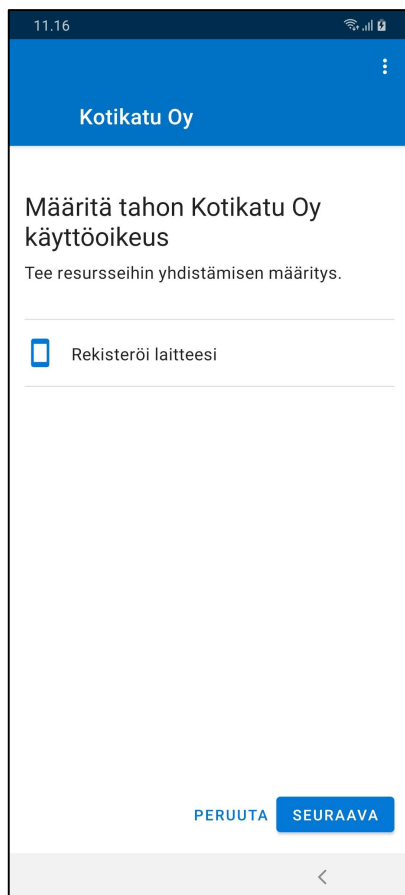 11.16
Kotikatu Oy
Määritä tahon Kotikatu Oy
käyttöoikeus
Tee resursseihin yhdistämisen määritys.
Rekisteröi laitteesi
PERUUTA SEURAAVA